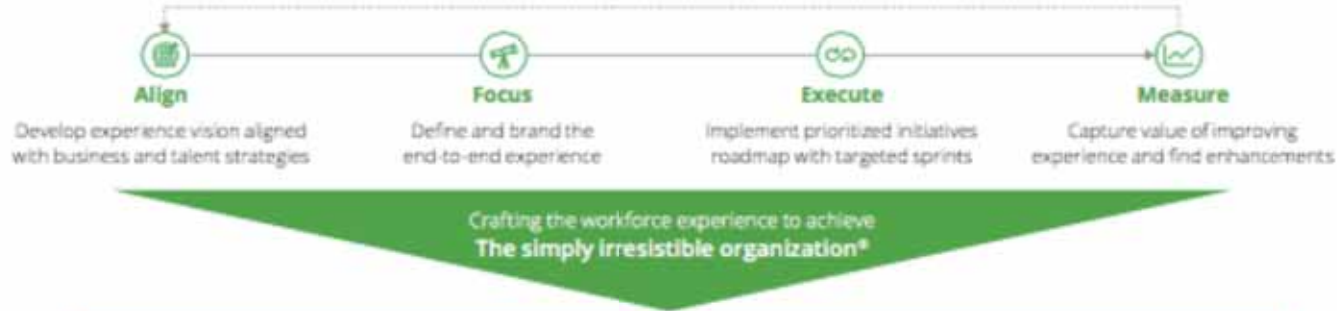 Align
Develop experience vision aligned
with business and talent strategies
Focus
Define and brand the
end-to-end experience
Execute
Implement prioritized initiatives
roadmap with targeted sprints
Measure
Capture value of improving
experience and find enhancements
Crafting the workforce experience to achieve
The simply irresistible organization®